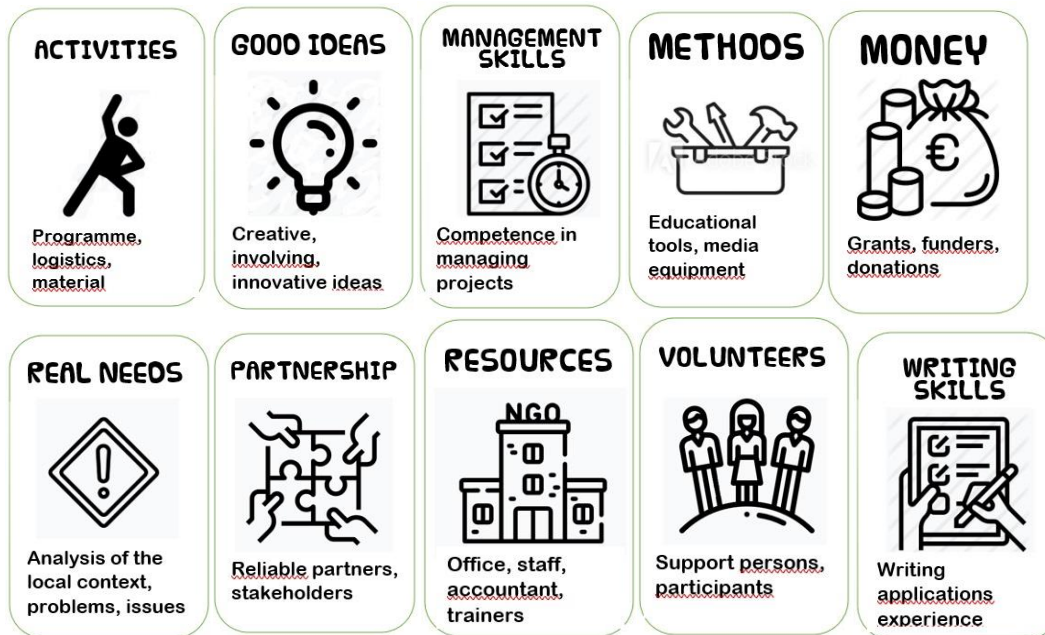 ACTIVITIES
Programme,
logistics,
material
GOOD IDEAS
Creative,
involving,
innovative ideas
MANAGEMENT
SKILLS
Competence in
managing
projects
METHODS
Educational
tools, media
equipment
MONEY
€
Grants, funders,
donations
REAL NEEDS
Analysis of the
local context,
problems, issues
PARTNERSHIP
Reliable partners,
stakeholders
RESOURCES
NGO
Office, staff,
accountant,
trainers
VOLUNTEERS
Support persons,
participants
WRITING
SKILLS
Writing
applications
experience